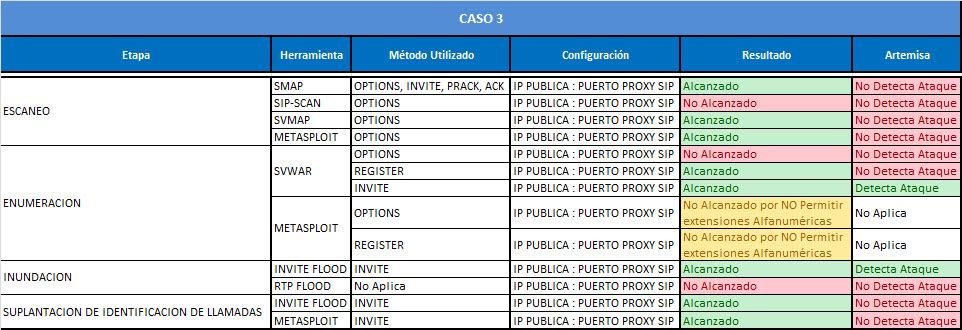 CASO 3
Etapa Herramienta Método Utilizado Configuración Resultado Artemisa
ESCANEO
SMAP OPTIONS, INVITE, PRACK, ACK IP PUBLICA : PUERTO PROXY SIP Alcanzado No Detecta Ataque
SIP-SCAN OPTIONS IP PUBLICA : PUERTO PROXY SIP No Alcanzado No Detecta Ataque
SVMAP OPTIONS IP PUBLICA : PUERTO PROXY SIP Alcanzado No Detecta Ataque
METASPLOIT OPTIONS IP PUBLICA : PUERTO PROXY SIP Alcanzado No Detecta Ataque
ENUMERACION
SVWAR
OPTIONS IP PUBLICA : PUERTO PROXY SIP No Alcanzado No Detecta Ataque
REGISTER IP PUBLICA : PUERTO PROXY SIP Alcanzado No Detecta Ataque
INVITE IP PUBLICA : PUERTO PROXY SIP Alcanzado Detecta Ataque
METASPLOIT
OPTIONS IP PUBLICA : PUERTO PROXY SIP No Alcanzado por NO Permitir
extensiones Alfanuméricas No Aplica
REGISTER IP PUBLICA : PUERTO PROXY SIP No Alcanzado por NO Permitir
extensiones Alfanuméricas No Aplica
INUNDACION
INVITE FLOOD INVITE IP PUBLICA : PUERTO PROXY SIP Alcanzado Detecta Ataque
RTP FLOOD No Aplica IP PUBLICA : PUERTO PROXY SIP No Alcanzado No Detecta Ataque
SUPLANTACION DE IDENTIFICACION DE LLAMADAS
INVITE FLOOD INVITE IP PUBLICA : PUERTO PROXY SIP Alcanzado No Detecta Ataque
METASPLOIT INVITE IP PUBLICA : PUERTO PROXY SIP Alcanzado No Detecta Ataque